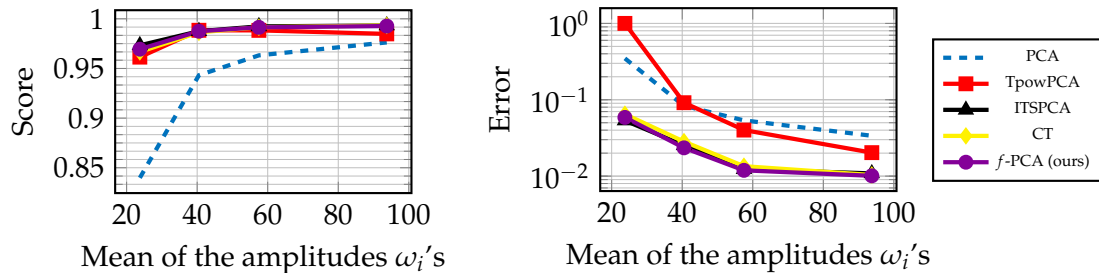 1
0.95
0.9
0.85
Score
20 40 60 80 100
Mean of the amplitudes ω_i's
10^0
10^−1
10^−2
Error
20 40 60 80 100
Mean of the amplitudes ω_i's
PCA
TpowPCA
ITSPCA
CT
f-PCA (ours)